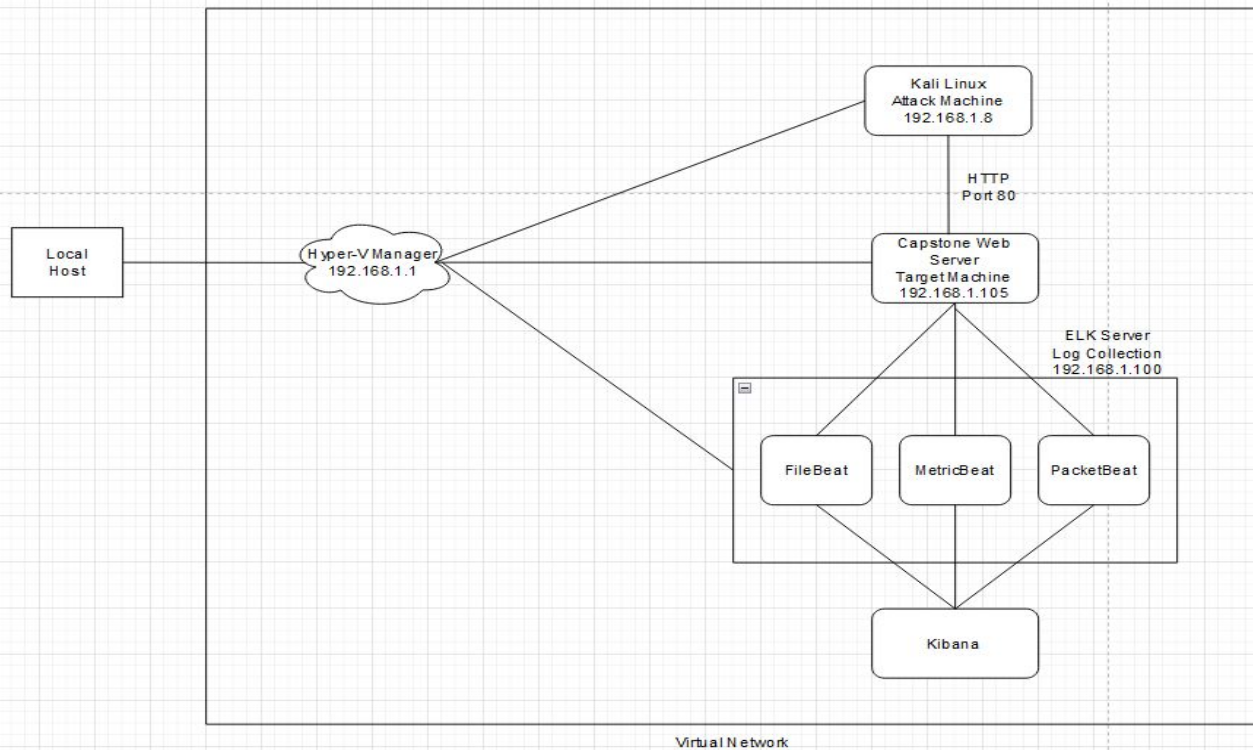 Kali Linux
Attack Machine
192.168.1.8
HTTP
Port 80
Local
Host
Hyper-V Manager
192.168.1.1
Capstone Web
Server
Target Machine
192.168.1.105
ELK Server
Log Collection
192.168.1.100
FileBeat
MetricBeat
PacketBeat
Kibana
Virtual Network